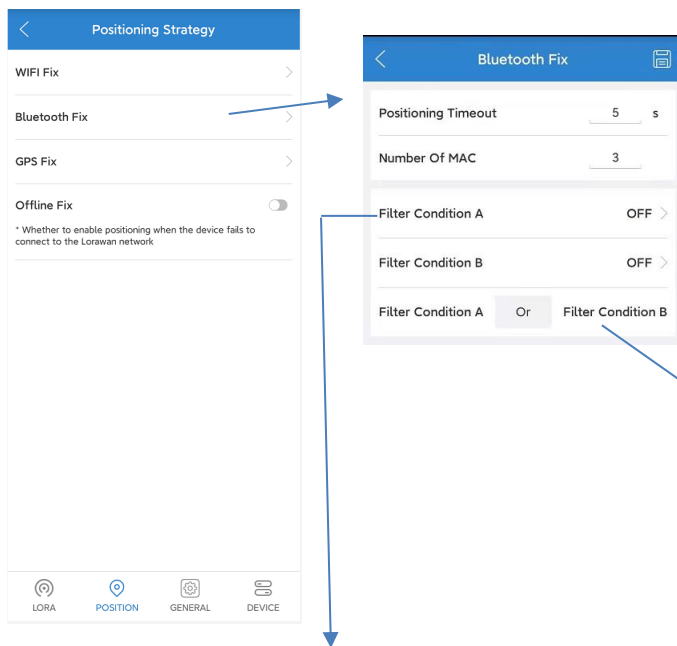 Positioning Strategy
WIFI Fix
Bluetooth Fix
GPS Fix
Offline Fix
* Whether to enable positioning when the device fails to
connect to the Lorawan network
LORA POSITION GENERAL DEVICE
Bluetooth Fix
Positioning Timeout 5 s
Number Of MAC 3
Filter Condition A OFF
Filter Condition B OFF
Filter Condition A Or Filter Condition B